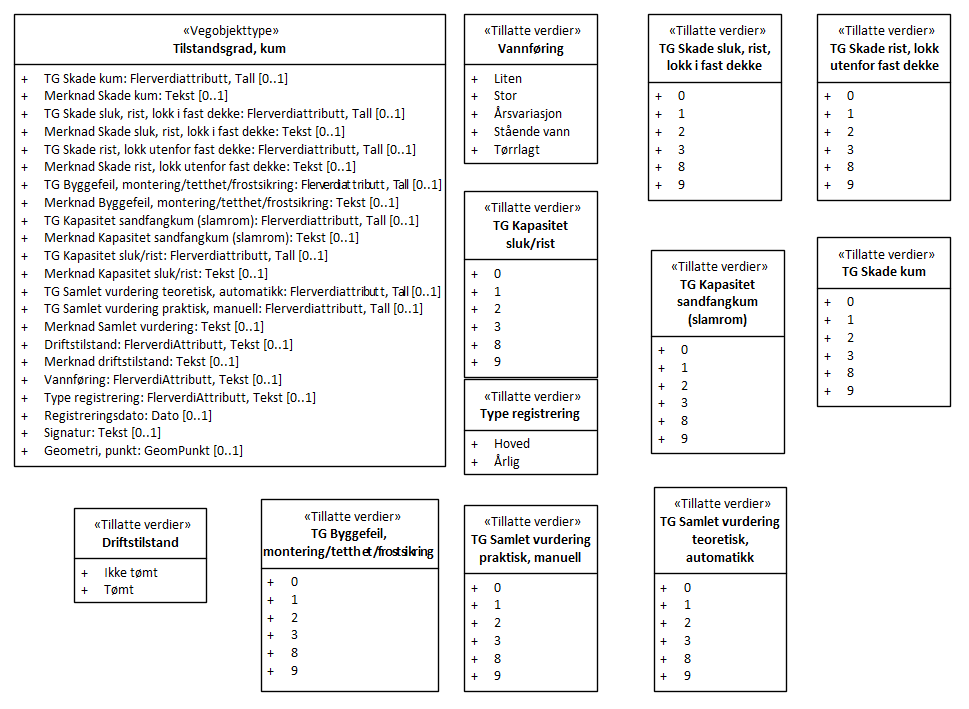 «Vegobjekttype»
Tilstandsgrad, kum
+ TG Skade kum: Flerverdiattributt, Tall [0..1]
+ Merknad Skade kum: Tekst [0..1]
+ TG Skade sluk, rist, lokk i fast dekke: Flerverdiattributt, Tall [0..1]
+ Merknad Skade sluk, rist, lokk i fast dekke: Tekst [0..1]
+ TG Skade rist, lokk utenfor fast dekke: Flerverdiattributt, Tall [0..1]
+ Merknad Skade rist, lokk utenfor fast dekke: Tekst [0..1]
+ TG Byggefeil, montering/tetthet/frostsikring: Flerverdiattributt, Tall [0..1]
+ Merknad Byggefeil, montering/tetthet/frostsikring: Tekst [0..1]
+ TG Kapasitet sandfangkum (slamrom): Flerverdiattributt, Tall [0..1]
+ Merknad Kapasitet sandfangkum (slamrom): Tekst [0..1]
+ TG Kapasitet sluk/rist: Flerverdiattributt, Tall [0..1]
+ Merknad Kapasitet sluk/rist: Tekst [0..1]
+ TG Samlet vurdering teoretisk, automatikk: Flerverdiattributt, Tall [0..1]
+ TG Samlet vurdering praktisk, manuell: Flerverdiattributt, Tall [0..1]
+ Merknad Samlet vurdering: Tekst [0..1]
+ Driftstilstand: FlerverdiAttributt, Tekst [0..1]
+ Merknad driftstilstand: Tekst [0..1]
+ Vannføring: FlerverdiAttributt, Tekst [0..1]
+ Type registrering: FlerverdiAttributt, Tekst [0..1]
+ Registreringsdato: Dato [0..1]
+ Signatur: Tekst [0..1]
+ Geometri, punkt: GeomPunkt [0..1]
«Tillatte verdier»
Vannføring
+ Liten
+ Stor
+ Årsvariasjon
+ Stående vann
+ Tørrlagt
«Tillatte verdier»
TG Skade sluk, rist,
lokk i fast dekke
+ 0
+ 1
+ 2
+ 3
+ 8
+ 9
«Tillatte verdier»
TG Skade rist, lokk
utenfor fast dekke
+ 0
+ 1
+ 2
+ 3
+ 8
+ 9
«Tillatte verdier»
TG Kapasitet
sluk/rist
+ 0
+ 1
+ 2
+ 3
+ 8
+ 9
«Tillatte verdier»
TG Kapasitet
sandfangkum
(slamrom)
+ 0
+ 1
+ 2
+ 3
+ 8
+ 9
«Tillatte verdier»
TG Skade kum
+ 0
+ 1
+ 2
+ 3
+ 8
+ 9
«Tillatte verdier»
Type registrering
+ Hoved
+ Årlig
«Tillatte verdier»
Driftstilstand
+ Ikke tømt
+ Tømt
«Tillatte verdier»
TG Byggefeil,
montering/tetthet/frostsikring
+ 0
+ 1
+ 2
+ 3
+ 8
+ 9
«Tillatte verdier»
TG Samlet vurdering
praktisk, manuell
+ 0
+ 1
+ 2
+ 3
+ 8
+ 9
«Tillatte verdier»
TG Samlet vurdering
teoretisk,
automatikk
+ 0
+ 1
+ 2
+ 3
+ 8
+ 9